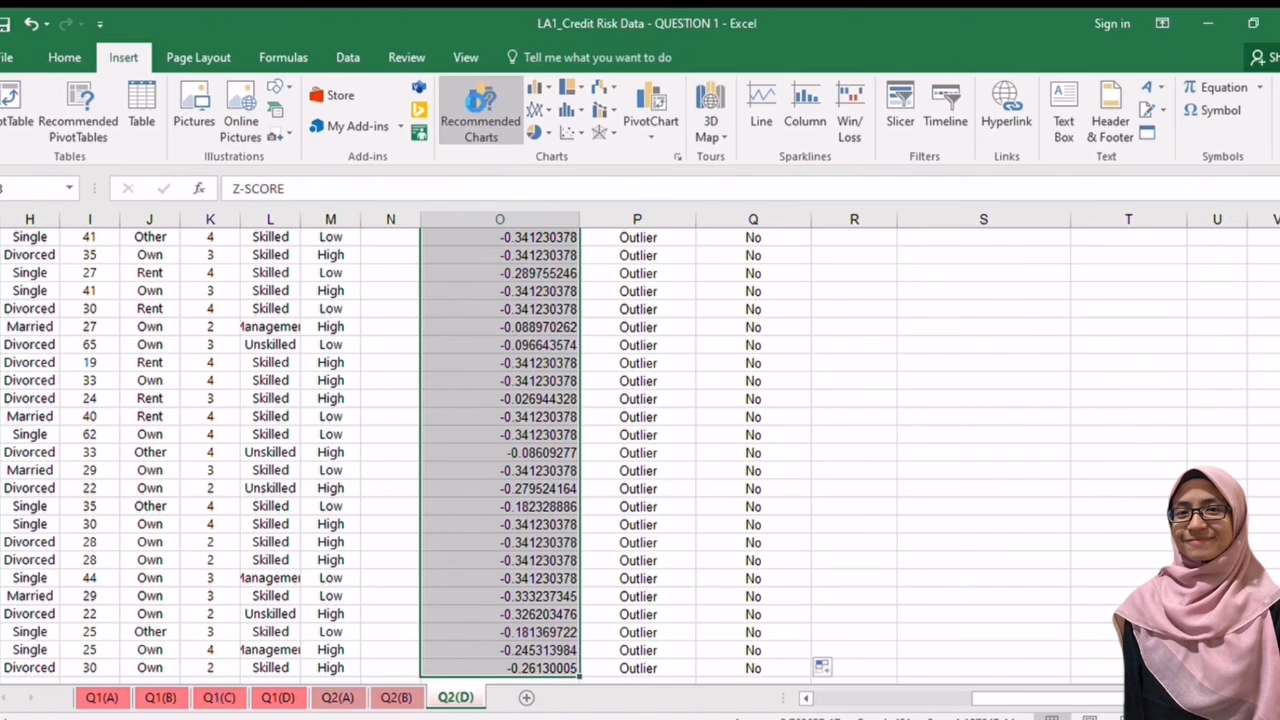 LA1_Credit Risk Data - QUESTION 1 - Excel
Sign in
ile Home Insert Page Layout Formulas Data Review View Tell me what you want to do
otTable Recommended PivotTables Table
Pictures Online Pictures
Store
My Add-ins
Recommended Charts
PivotChart
3D Map
Line Column Win/Loss
Slicer Timeline
Hyperlink
Text Box Header & Footer
Equation
Symbol
Tables Illustrations Add-ins Charts Tours Sparklines Filters Links Text Symbols
fx Z-SCORE
H I J K L M N O P Q R S T U
Single 41 Other 4 Skilled Low -0.341230378 Outlier No
Divorced 35 Own 3 Skilled High -0.341230378 Outlier No
Single 27 Rent 4 Skilled Low -0.289755246 Outlier No
Single 41 Own 3 Skilled High -0.341230378 Outlier No
Divorced 30 Rent 4 Skilled Low -0.341230378 Outlier No
Married 27 Own 2 Managemer High -0.088970262 Outlier No
Divorced 65 Own 3 Unskilled Low -0.096643574 Outlier No
Divorced 19 Rent 4 Skilled High -0.341230378 Outlier No
Divorced 33 Own 4 Skilled High -0.341230378 Outlier No
Divorced 24 Rent 3 Skilled High -0.026944328 Outlier No
Married 40 Rent 4 Skilled Low -0.341230378 Outlier No
Single 62 Own 4 Skilled Low -0.341230378 Outlier No
Divorced 33 Other 4 Unskilled High -0.08609277 Outlier No
Married 29 Own 3 Skilled Low -0.341230378 Outlier No
Divorced 22 Own 2 Unskilled High -0.279524164 Outlier No
Single 35 Other 4 Skilled Low -0.182328886 Outlier No
Single 30 Own 4 Skilled High -0.341230378 Outlier No
Divorced 28 Own 2 Skilled High -0.341230378 Outlier No
Divorced 28 Own 2 Skilled High -0.341230378 Outlier No
Single 44 Own 3 Managemer Low -0.341230378 Outlier No
Married 29 Own 3 Skilled Low -0.333237345 Outlier No
Divorced 22 Own 2 Unskilled High -0.326203476 Outlier No
Single 25 Other 3 Skilled Low -0.181369722 Outlier No
Single 25 Own 4 Managemer High -0.245313984 Outlier No
Divorced 30 Own 2 Skilled High -0.26130005 Outlier No
Q1(A) Q1(B) Q1(C) Q1(D) Q2(A) Q2(B) Q2(D)